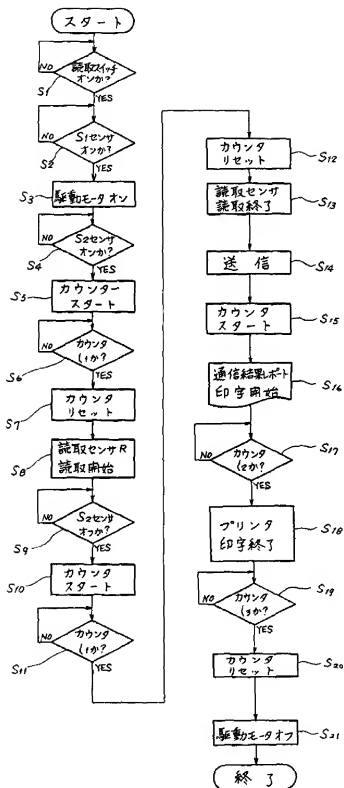 スタート
読取スイッチ
オンか?
NO
S1
YES
S1センサ
オンか?
NO
S2
YES
駆動モータ オン
S3
S2センサ
オンか?
NO
S4
YES
カウンター
スタート
S5
カウンタ
l1か?
NO
S6
YES
カウンタ
リセット
S7
読取センサR
読取開始
S8
S2センサ
オフか?
NO
S9
YES
カウンタ
スタート
S10
カウンタ
l1か?
NO
S11
YES
カウンタ
リセット
S12
読取センサ
読取終了
S13
送信
S14
カウンタ
スタート
S15
通信結果レポート
印字開始
S16
カウンタ
l2か?
NO
S17
YES
プリンタ
印字終了
S18
カウンタ
l3か?
NO
S19
YES
カウンタ
リセット
S20
駆動モータオフ
S21
終了